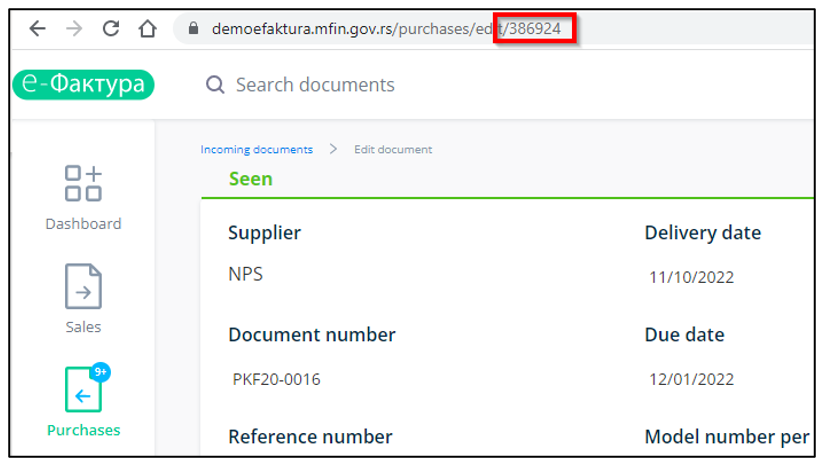 demoefaktura.mfin.gov.rs/purchases/edit/386924
е-Фактура
Search documents
Incoming documents > Edit document
Seen
Dashboard
Supplier
Delivery date
NPS
11/10/2022
Sales
Document number
Due date
9+
PKF20-0016
12/01/2022
Purchases
Reference number
Model number per